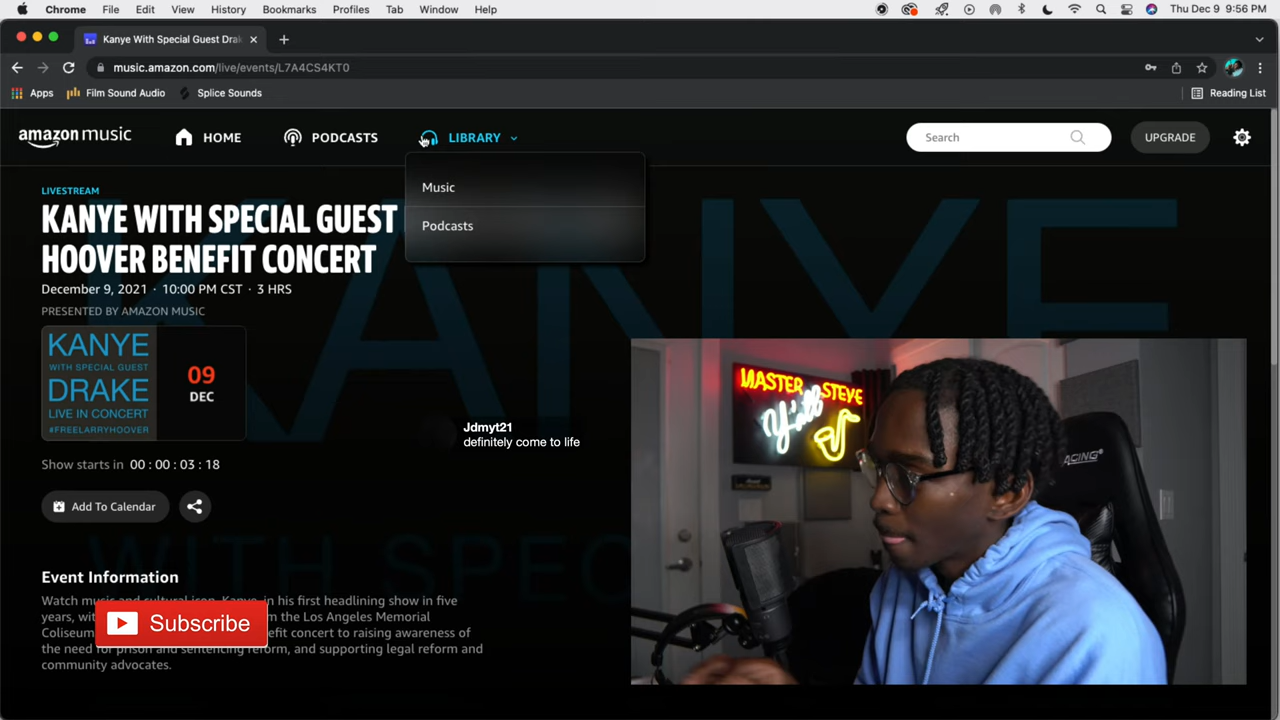 Chrome File Edit View History Bookmarks Profiles Tab Window Help Thu Dec 9 9:56 PM
Kanye With Special Guest Drak
music.amazon.com/live/events/L7A4CS4KT0
Apps Film Sound Audio Splice Sounds Reading List
amazon music HOME PODCASTS LIBRARY Search UPGRADE
Music
Podcasts
LIVESTREAM
KANYE WITH SPECIAL GUEST
HOOVER BENEFIT CONCERT
December 9, 2021 · 10:00 PM CST · 3 HRS
PRESENTED BY AMAZON MUSIC
KANYE
WITH SPECIAL GUEST
DRAKE
LIVE IN CONCERT
#FREELARRYHOOVER
09
DEC
Show starts in 00 : 00 : 03 : 18
Add To Calendar
Event Information
Watch music and cultural icon, Kanye, in his first headlining show in five
years, wit m the Los Angeles Memorial
Coliseum efit concert to raising awareness of
the need for prison and sentencing reform, and supporting legal reform and
community advocates.
Subscribe
Jdmyt21
definitely come to life
MASTER STEVE
Y'all
RACING
KANYE
WITH SPEC